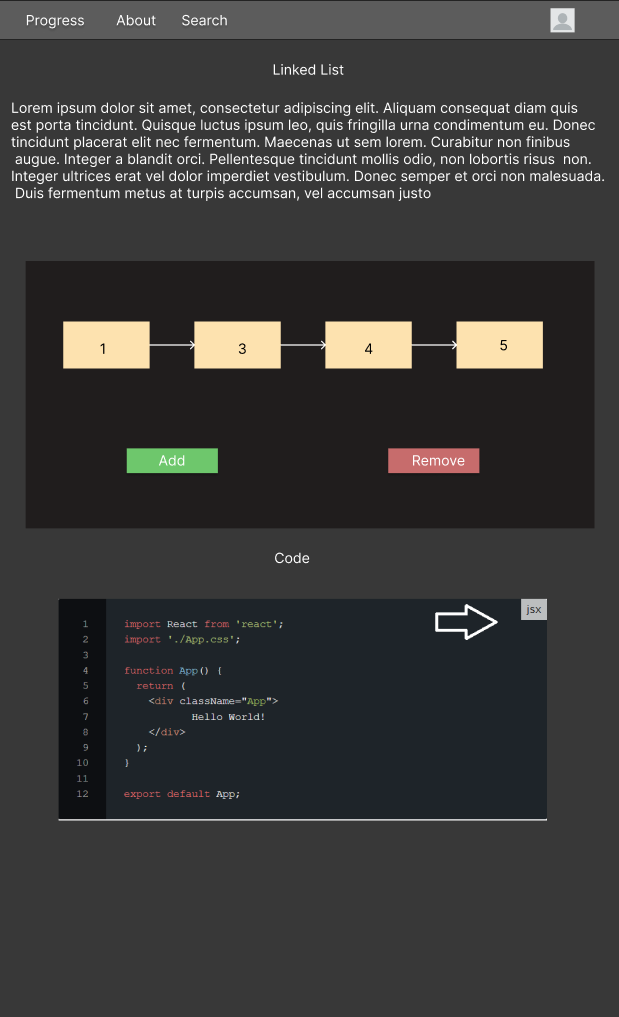 Progress About Search
Linked List
Lorem ipsum dolor sit amet, consectetur adipiscing elit. Aliquam consequat diam quis
est porta tincidunt. Quisque luctus ipsum leo, quis fringilla urna condimentum eu. Donec
tincidunt placerat elit nec fermentum. Maecenas ut sem lorem. Curabitur non finibus
augue. Integer a blandit orci. Pellentesque tincidunt mollis odio, non lobortis risus  non.
Integer ultrices erat vel dolor imperdiet vestibulum. Donec semper et orci non malesuada.
Duis fermentum metus at turpis accumsan, vel accumsan justo
1 3 4 5
Add Remove
Code
jsx
1 import React from 'react';
2 import './App.css';
3
4 function App() {
5 return (
6 <div className="App">
7 Hello World!
8 </div>
9 );
10 }
11
12 export default App;